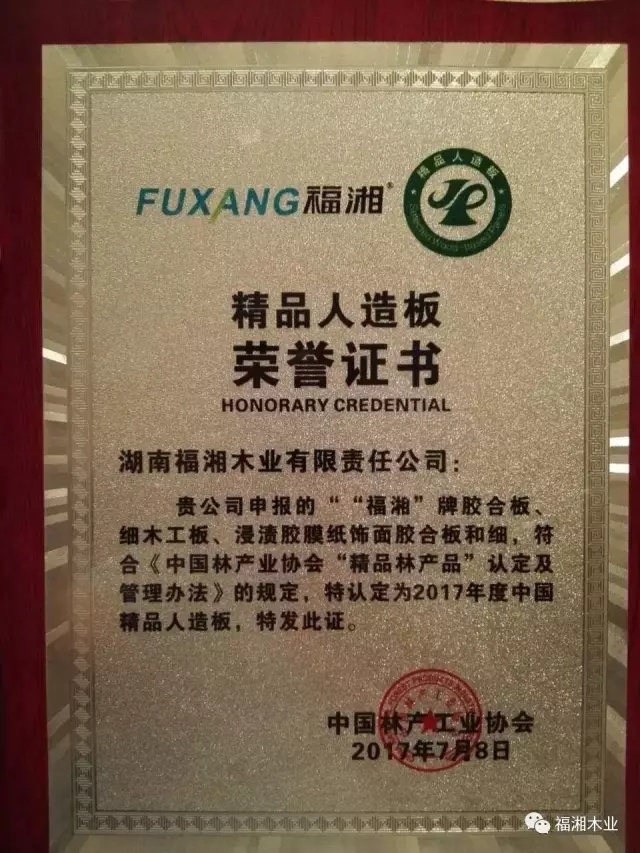 FUXANG福湘®
精品人造板
Selected Wood-based Panel
精品人造板
荣誉证书
HONORARY CREDENTIAL
湖南福湘木业有限责任公司：
贵公司申报的““福湘”牌胶合板、
细木工板、浸渍胶膜纸饰面胶合板和细，符
合《中国林产业协会“精品林产品”认定及
管理办法》的规定，特认定为2017年度中国
精品人造板，特发此证。
中国林产工业协会
2017年7月8日
福湘木业